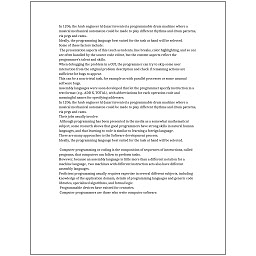 In 1206, the Arab engineer Al-Jazari invented a programmable drum machine where a
musical mechanical automaton could be made to play different rhythms and drum patterns,
via pegs and cams.
Ideally, the programming language best suited for the task at hand will be selected.
Some of these factors include:
The presentation aspects of this (such as indents, line breaks, color highlighting, and so on)
are often handled by the source code editor, but the content aspects reflect the
programmer's talent and skills.
When debugging the problem in a GUI, the programmer can try to skip some user
interaction from the original problem description and check if remaining actions are
sufficient for bugs to appear.
This can be a non-trivial task, for example as with parallel processes or some unusual
software bugs.
Assembly languages were soon developed that let the programmer specify instruction in a
text format (e.g., ADD X, TOTAL), with abbreviations for each operation code and
meaningful names for specifying addresses.
In 1206, the Arab engineer Al-Jazari invented a programmable drum machine where a
musical mechanical automaton could be made to play different rhythms and drum patterns,
via pegs and cams.
Their jobs usually involve:
Although programming has been presented in the media as a somewhat mathematical
subject, some research shows that good programmers have strong skills in natural human
languages, and that learning to code is similar to learning a foreign language.
There are many approaches to the Software development process.
Ideally, the programming language best suited for the task at hand will be selected.
Computer programming or coding is the composition of sequences of instructions, called
programs, that computers can follow to perform tasks.
However, because an assembly language is little more than a different notation for a
machine language, two machines with different instruction sets also have different
assembly languages.
Proficient programming usually requires expertise in several different subjects, including
knowledge of the application domain, details of programming languages and generic code
libraries, specialized algorithms, and formal logic.
Programmable devices have existed for centuries.
Computer programmers are those who write computer software.